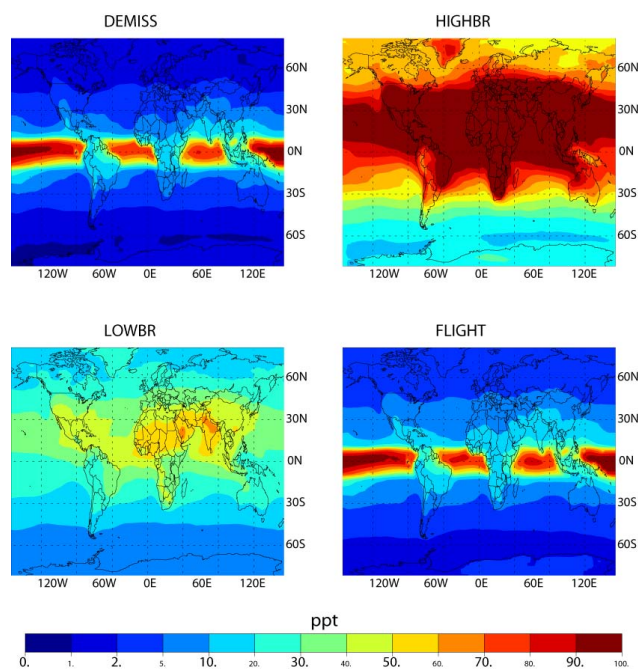 DEMISS
HIGHBR
60N
30N
0N
30S
60S
60N
30N
0N
30S
60S
120W 60W 0E 60E 120E
120W 60W 0E 60E 120E
LOWBR
FLIGHT
60N
30N
0N
30S
60S
60N
30N
0N
30S
60S
120W 60W 0E 60E 120E
120W 60W 0E 60E 120E
ppt
0. 1. 2. 5. 10. 20. 30. 40. 50. 60. 70. 80. 90. 100.